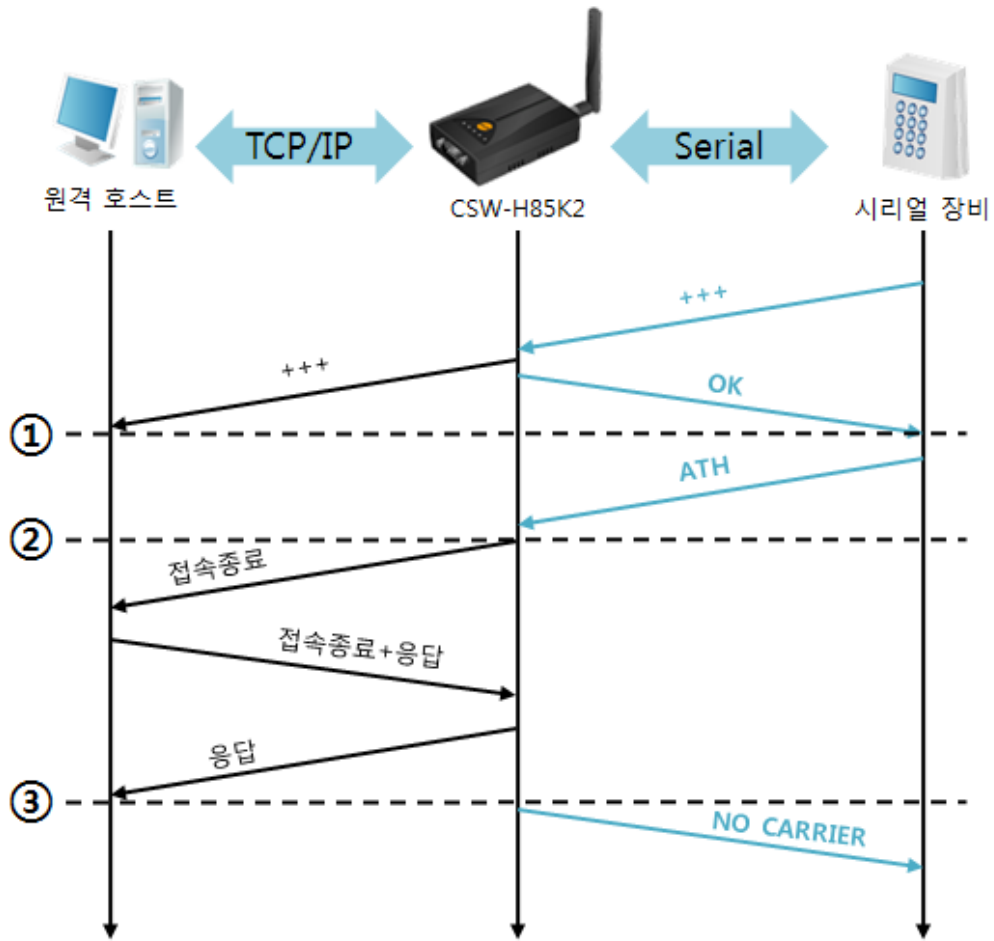 TCP/IP
Serial
원격 호스트
CSW-H85K2
시리얼 장비
+++
+++
OK
①
ATH
②
접속종료
접속종료+응답
응답
③
NO CARRIER